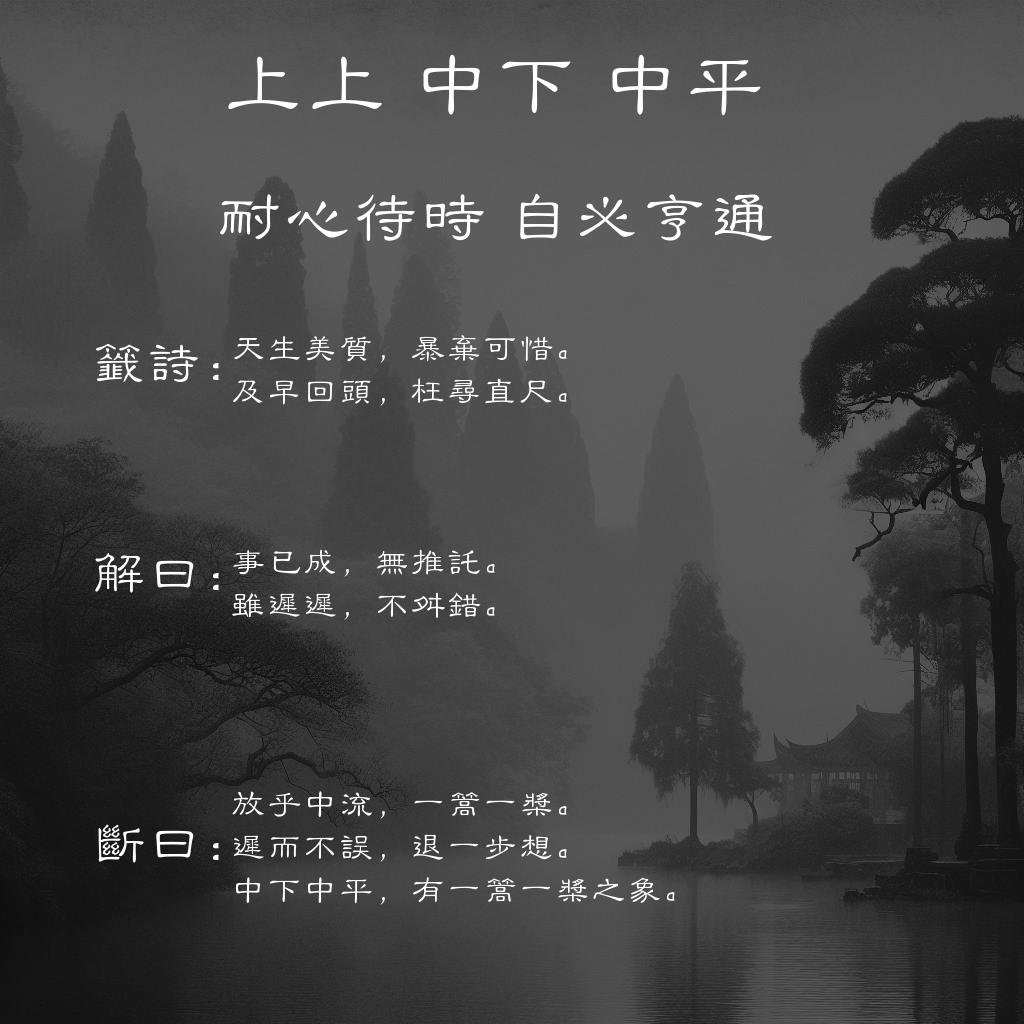 上上 中下 中平
耐心待時 自必亨通
籤詩:
天生美質，暴棄可惜。
及早回頭，枉尋直尺。
解曰:
事已成，無推託。
雖遲遲，不舛錯。
斷曰:
放乎中流，一篙一槳。
遲而不誤，退一步想。
中下中平，有一篙一槳之象。